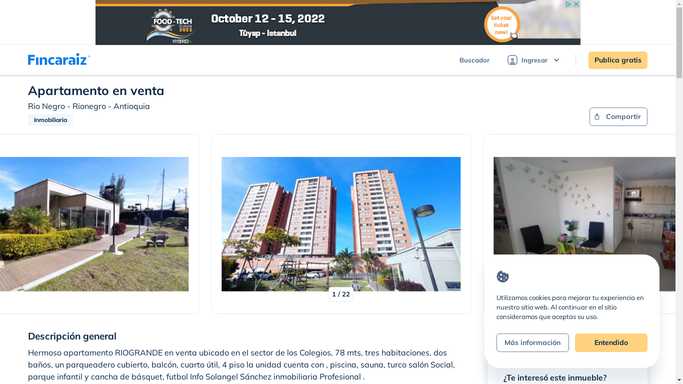 FOOD-TECH
EURASIA
HYBRID
October 12 - 15, 2022
Tüyap - Istanbul
Get your
ticket
now!
Fincaraíz
Buscador
Ingresar
Publica gratis
Apartamento en venta
Rio Negro - Rionegro - Antioquia
Inmobiliaria
Compartir
1 / 22
Utilizamos cookies para mejorar tu experiencia en
nuestro sitio web. Al continuar en el sitio
consideramos que aceptas su uso.
Más información
Entendido
Descripción general
Hermoso apartamento RIOGRANDE en venta ubicado en el sector de los Colegios, 78 mts, tres habitaciones, dos
baños, un parqueadero cubierto, balcón, cuarto útil, 4 piso la unidad cuenta con , piscina, sauna, turco salón Social,
parque infantil y cancha de básquet, futbol Info Solangel Sánchez inmobiliaria Profesional .
¿Te interesó este inmueble?